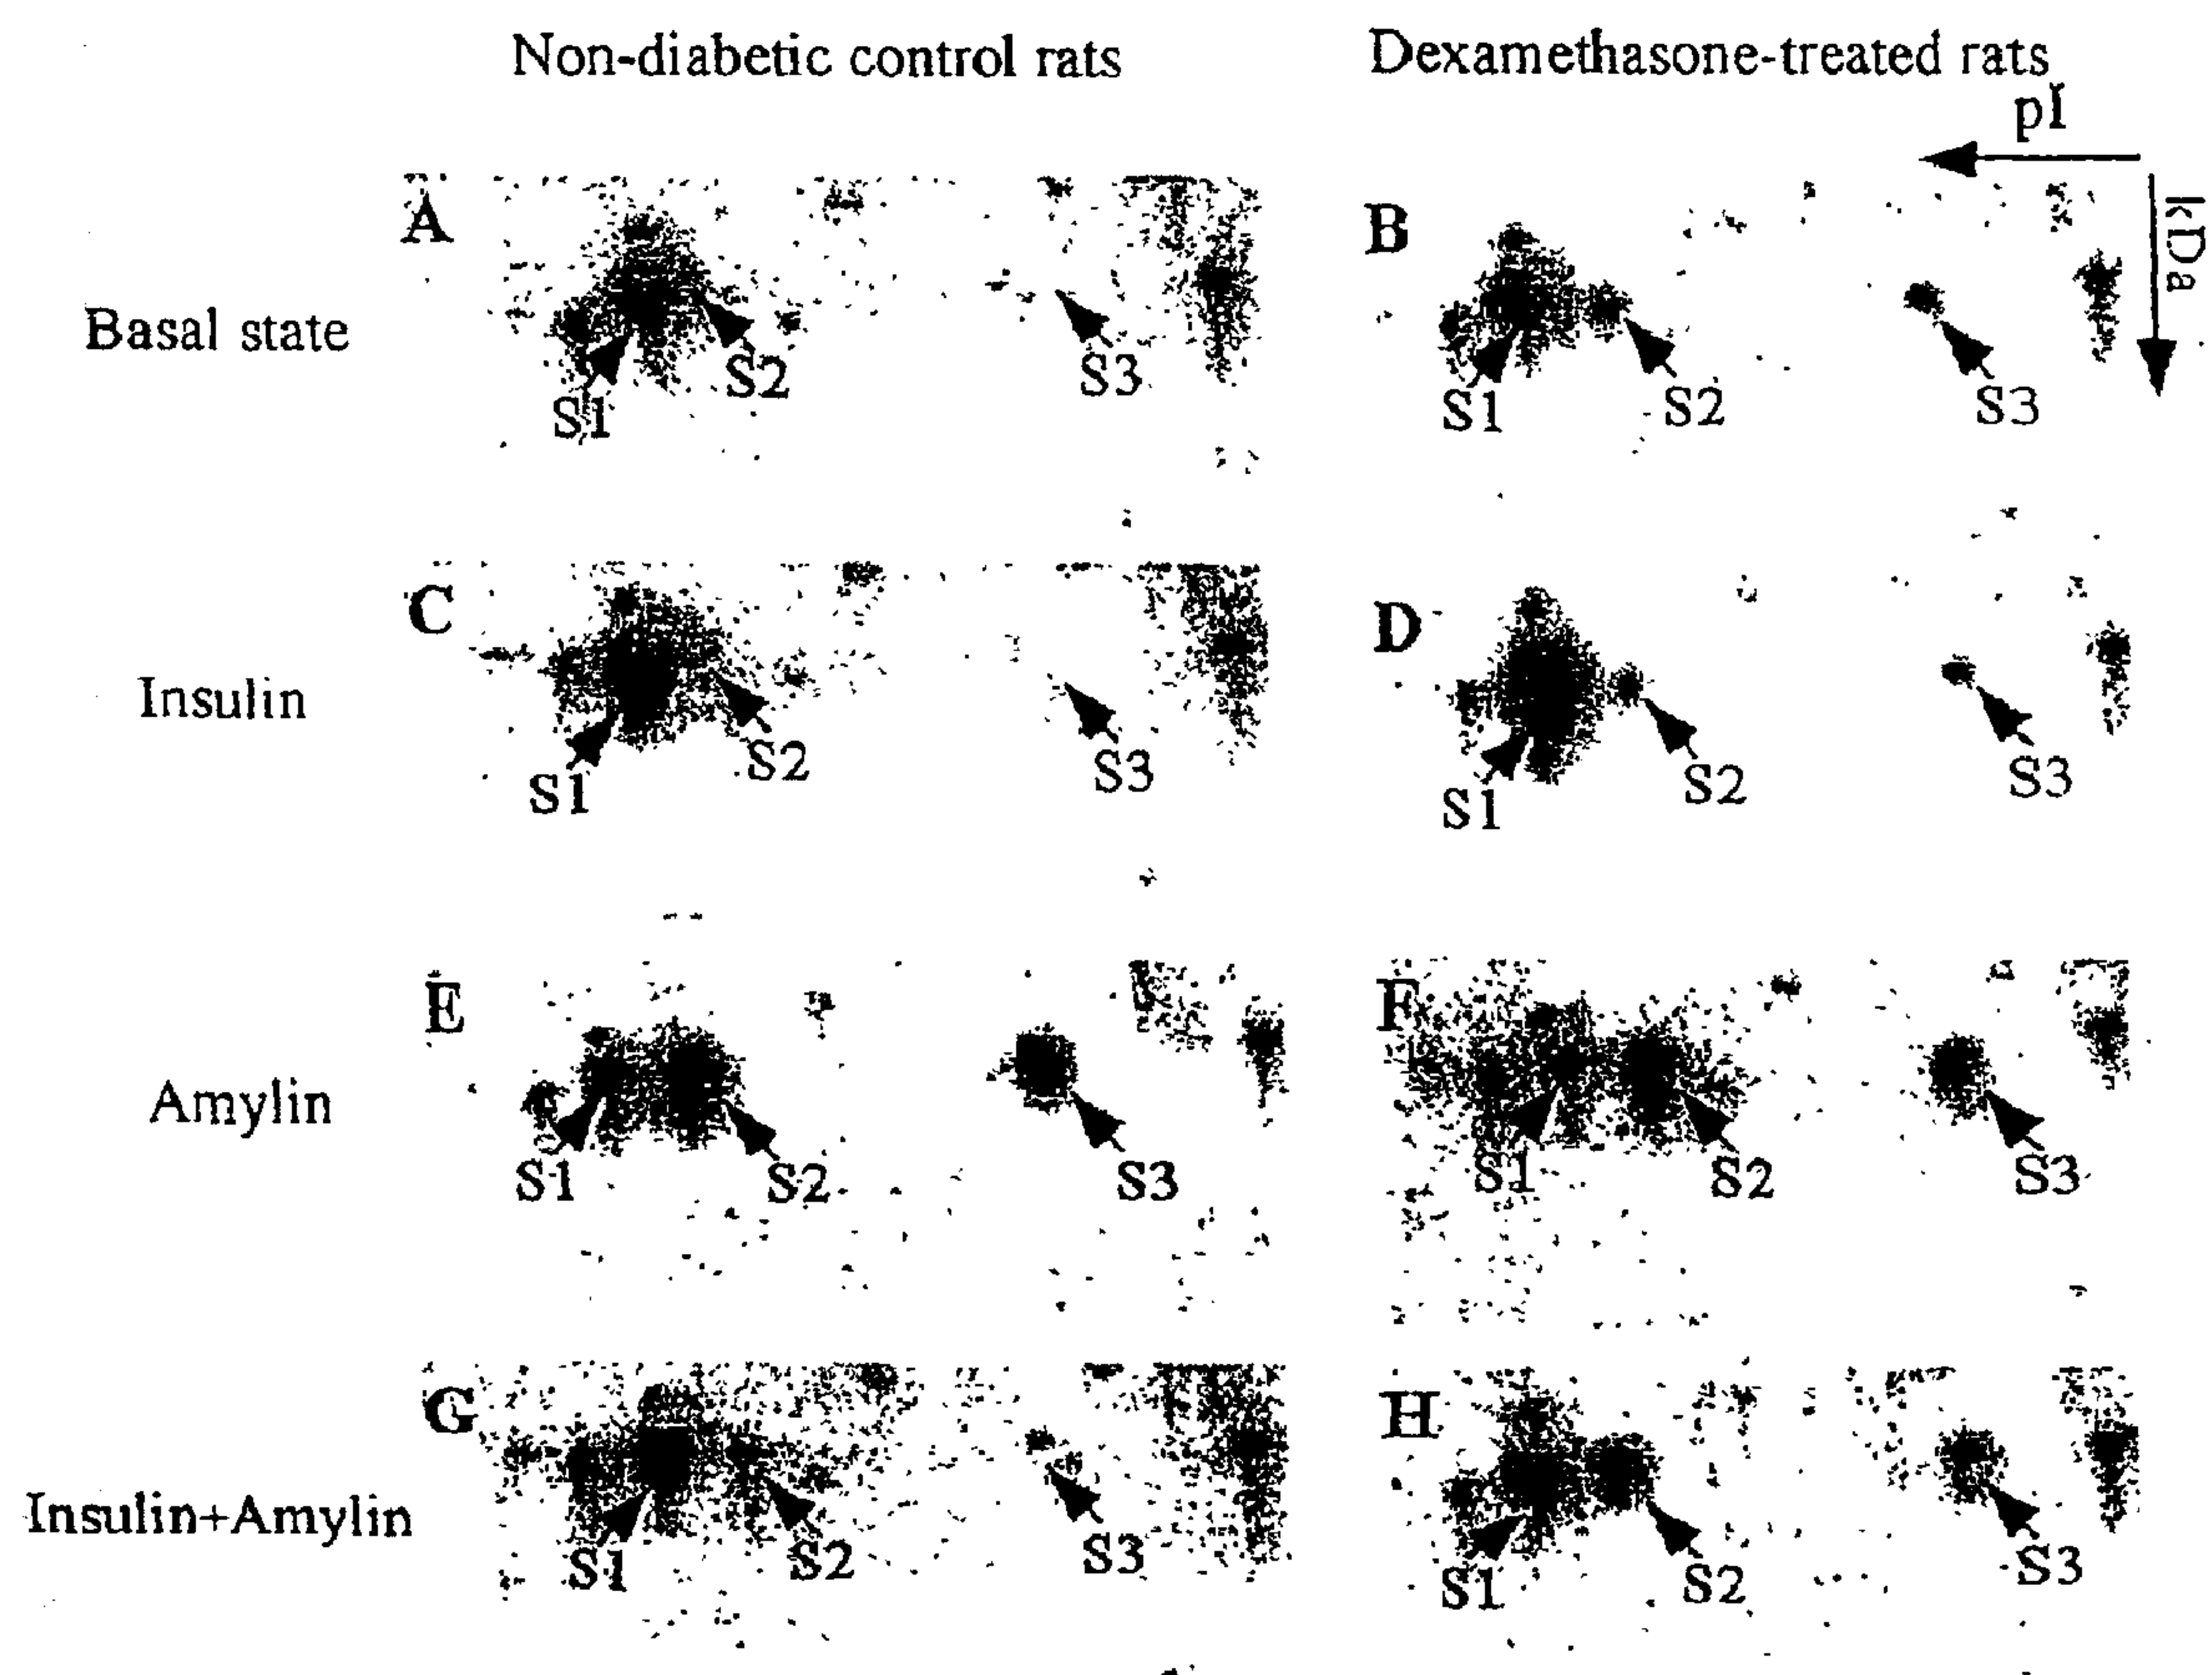 Non-diabetic control rats
Dexamethasone-treated rats
pI
kDa
A
B
Basal state
S1
S2
S3
S1
S2
S3
C
D
Insulin
S1
S2
S3
S1
S2
S3
E
F
Amylin
S1
S2
S3
S1
S2
S3
G
H
Insulin+Amylin
S1
S2
S3
S1
S2
S3